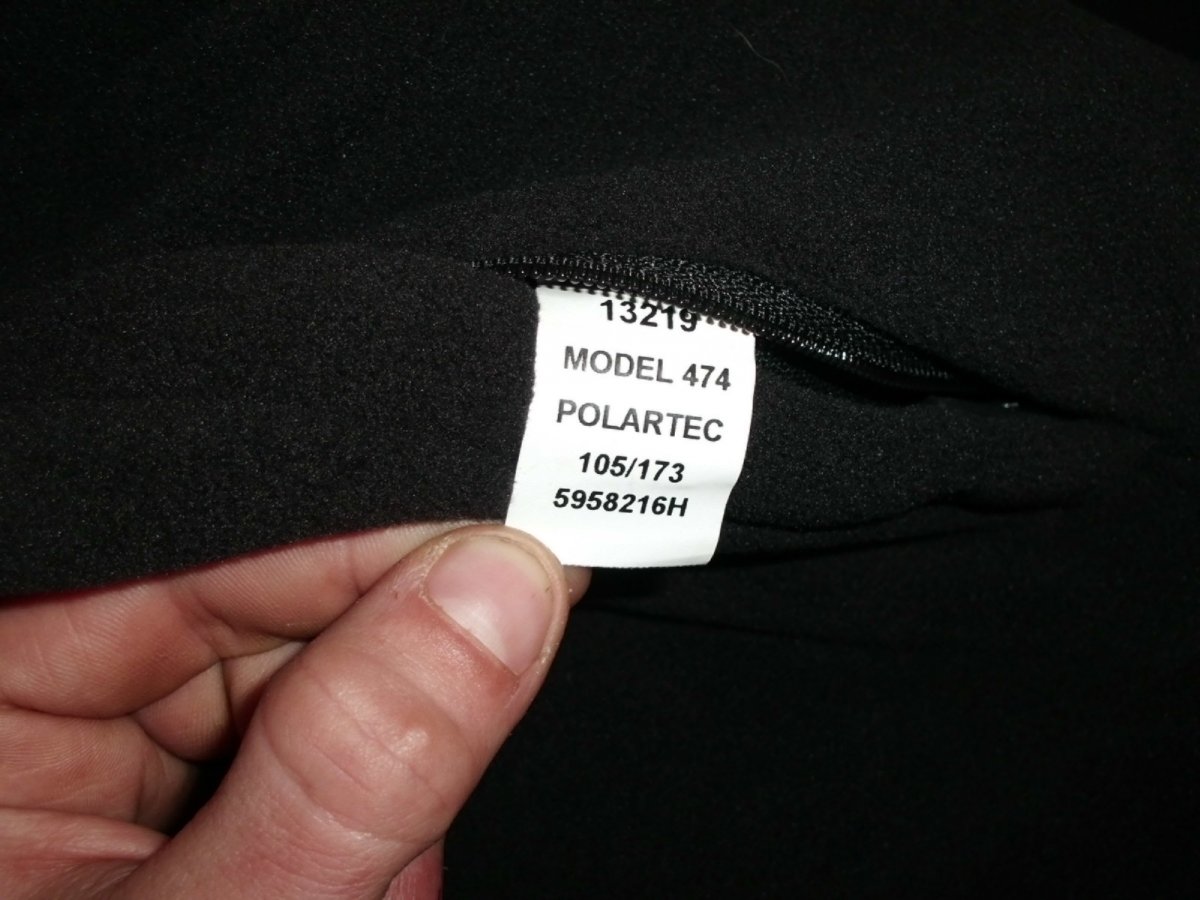 13219
MODEL 474
POLARTEC
105/173
5958216H